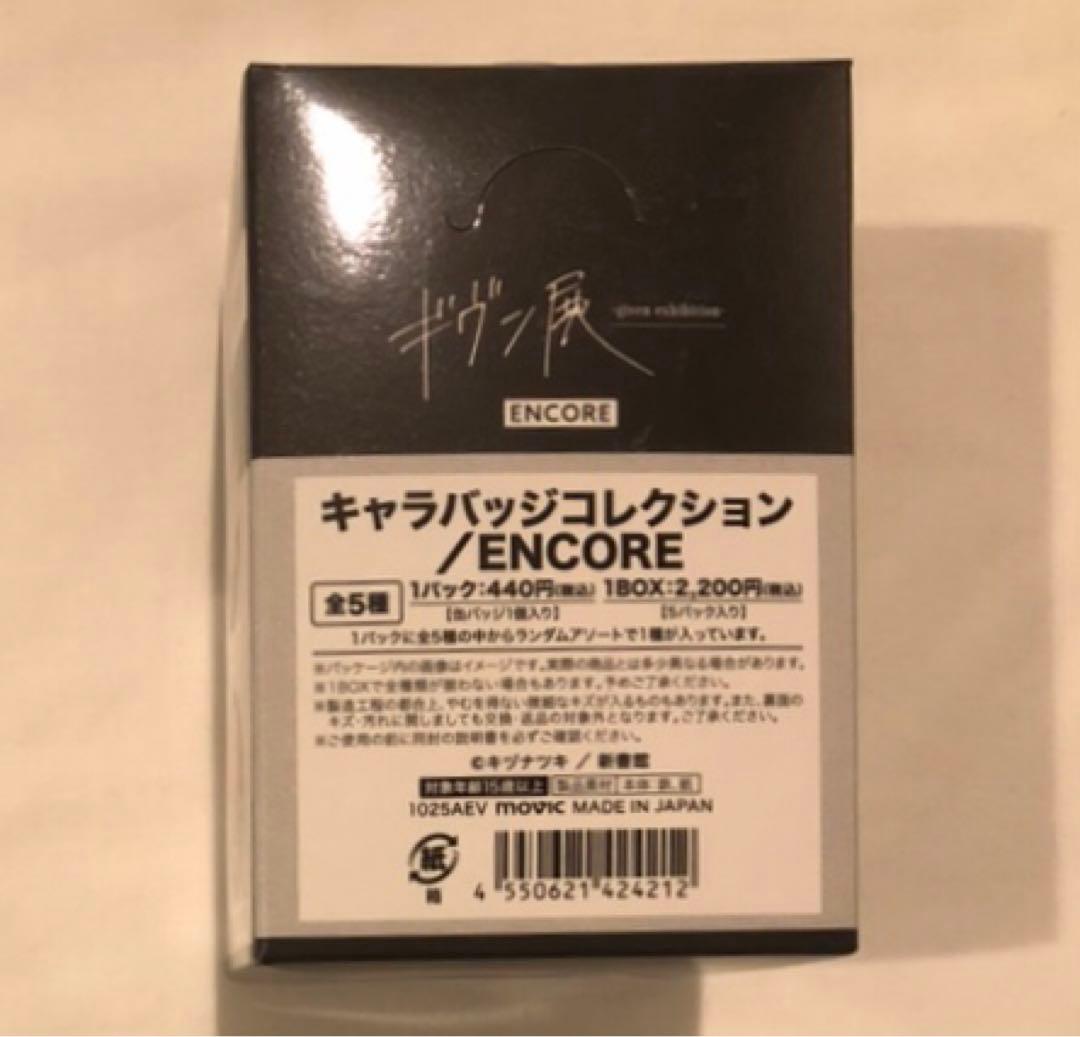 ギヴン展 -given exhibition-
ENCORE
キャラバッジコレクション
/ENCORE
全5種 1パック:440円(税込) 1BOX:2,200円(税込)
【缶バッジ1個入り】 【5パック入り】
1パックに全5種の中からランダムアソートで1種が入っています。
※パッケージ内の画像はイメージです。実際の商品とは多少異なる場合があります。
※1BOXで全種類が揃わない場合もあります。予めご了承ください。
※製造工程の都合上、やむを得ない微細なキズが入るものもあります。また、裏面の
キズ・汚れに関しましても交換・返品の対象外となります。ご了承ください。
※ご使用の前に同封の説明書を必ずご確認ください。
©キヅナツキ / 新書館
対象年齢15歳以上 製品素材 本体 鉄、紙
1025AEV movic MADE IN JAPAN
紙
箱
4 550621 424212